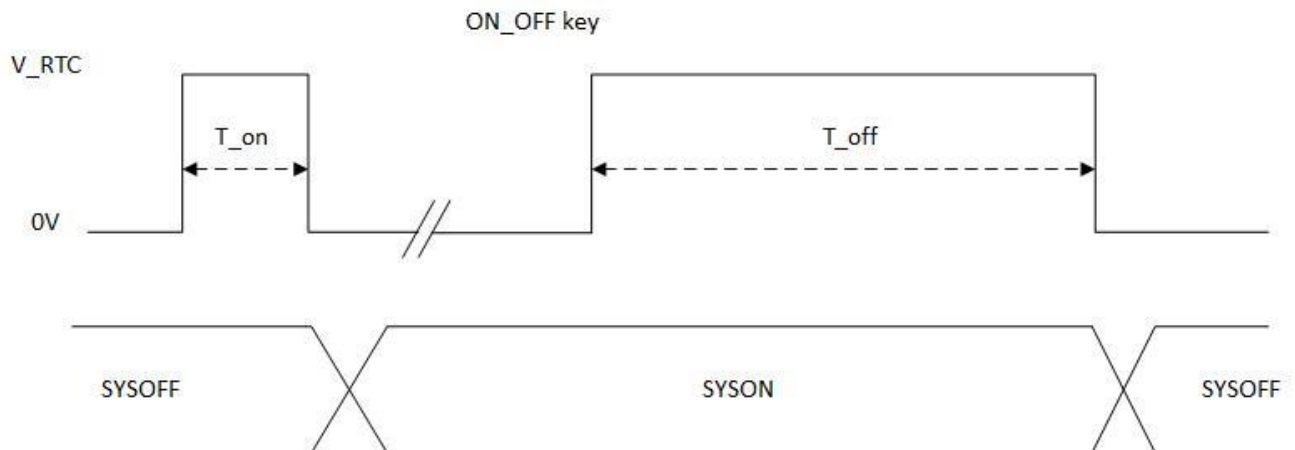 ON_OFF key
V_RTC
T_on
T_off
0V
SYSOFF
SYSON
SYSOFF